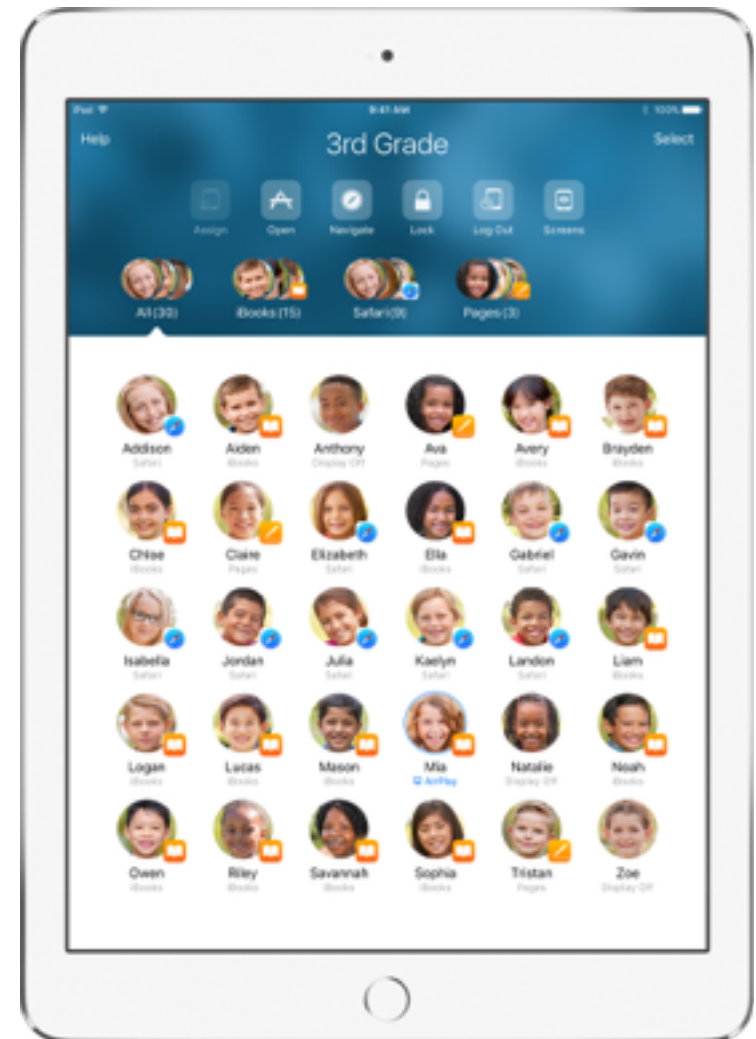 iPad 9:41 AM 100%
Help 3rd Grade Select
Assign Open Navigate Lock Log Out Screens
All (30) iBooks (15) Safari (9) Pages (3)
Addison Aiden Anthony Ava Avery Brayden
Safari iBooks Display Off Pages iBooks iBooks
Chloe Claire Elizabeth Ella Gabriel Gavin
iBooks Pages Safari iBooks Safari Safari
Isabella Jordan Julia Kaelyn Landon Liam
Safari Safari Safari Safari Safari iBooks
Logan Lucas Mason Mia Natalie Noah
iBooks iBooks iBooks AirPlay Display Off iBooks
Owen Riley Savannah Sophia Tristan Zoe
iBooks iBooks iBooks iBooks Pages Display Off